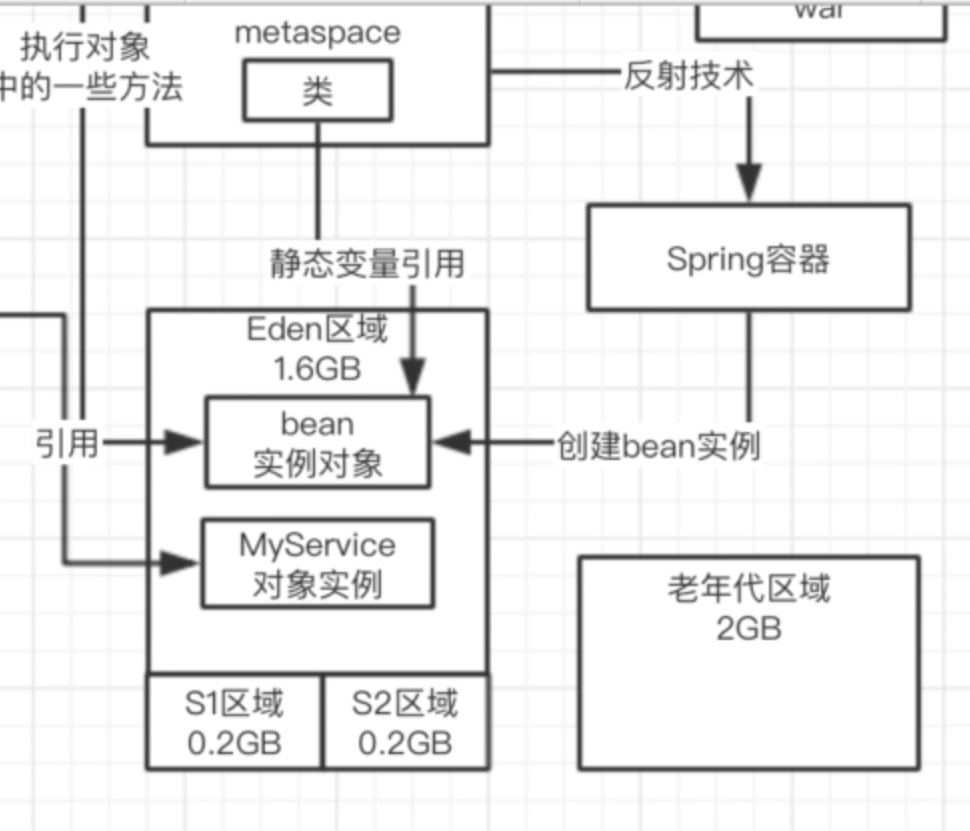 war
执行对象
中的一些方法
metaspace
类
反射技术
静态变量引用
Spring容器
Eden区域
1.6GB
bean
实例对象
引用
创建bean实例
MyService
对象实例
老年代区域
2GB
S1区域
0.2GB
S2区域
0.2GB